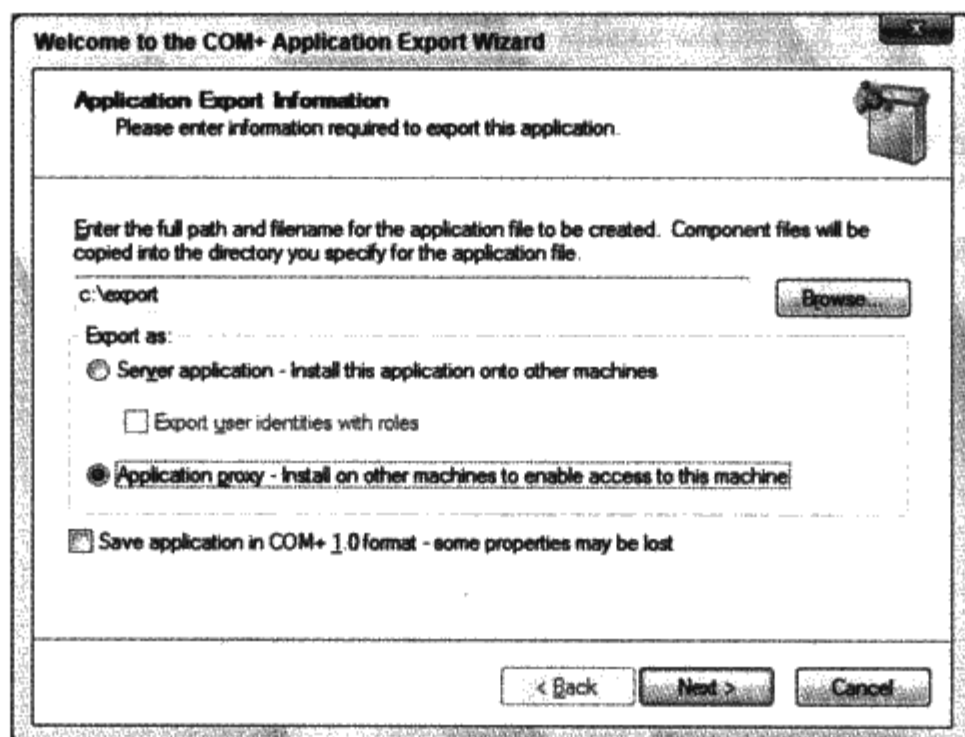 Welcome to the COM+ Application Export Wizard
x
Application Export Information
Please enter information required to export this application.
Enter the full path and filename for the application file to be created. Component files will be
copied into the directory you specify for the application file.
c:\export
Browse...
Export as:
Server application - Install this application onto other machines
Export user identities with roles
Application proxy - Install on other machines to enable access to this machine
Save application in COM+ 1.0 format - some properties may be lost
< Back Next > Cancel